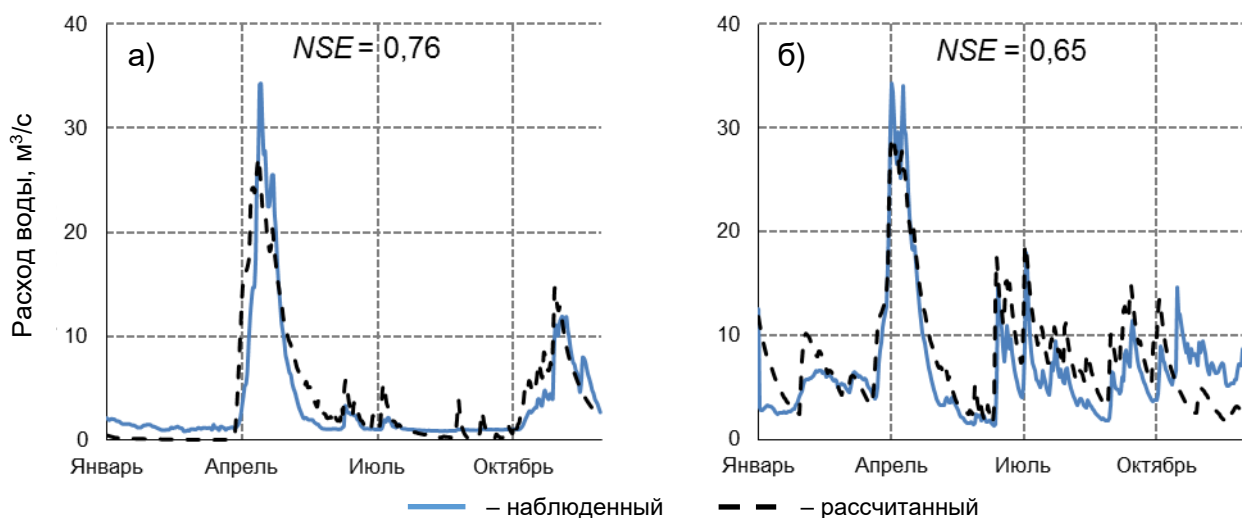 Расход воды, м³/с
а)
NSE = 0,76
40
30
20
10
0
Январь Апрель Июль Октябрь
б)
NSE = 0,65
40
30
20
10
0
Январь Апрель Июль Октябрь
– наблюденный – рассчитанный